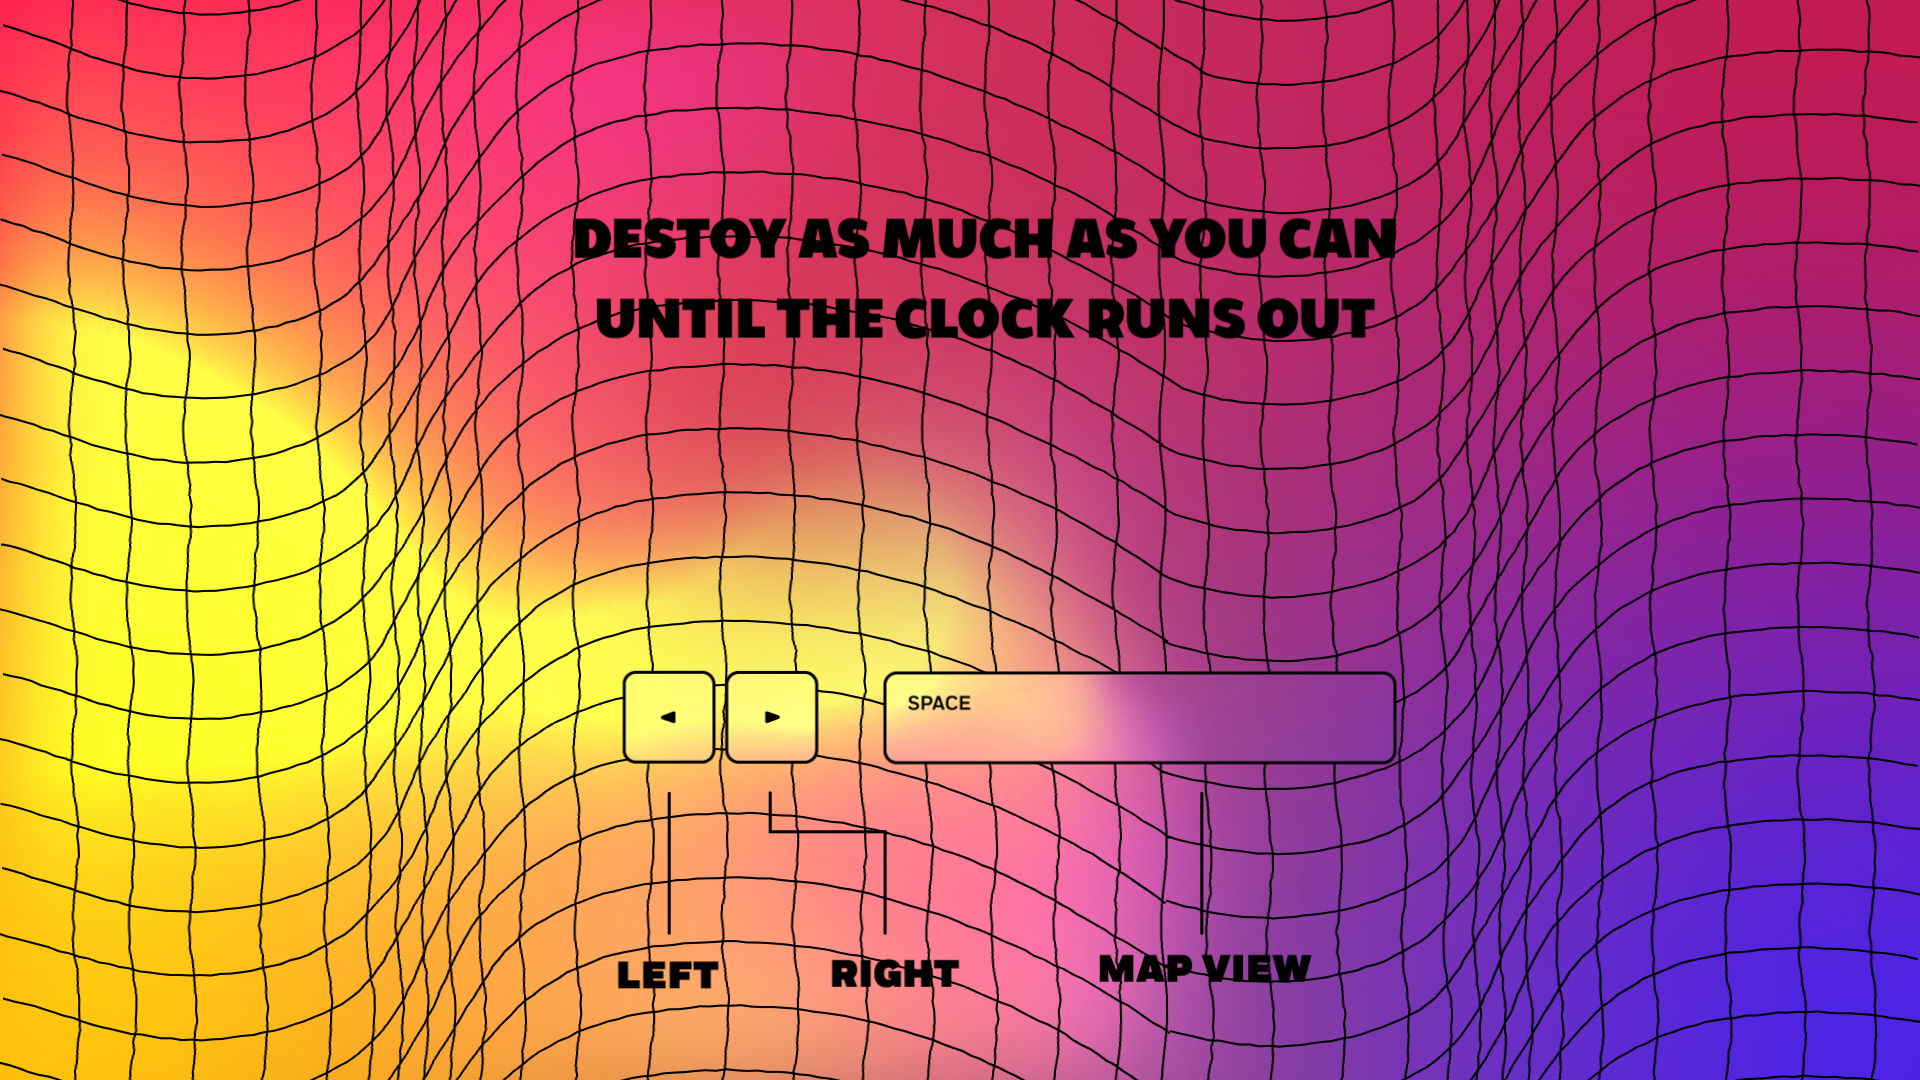 DESTOY AS MUCH AS YOU CAN
UNTIL THE CLOCK RUNS OUT
SPACE
LEFT RIGHT MAP VIEW